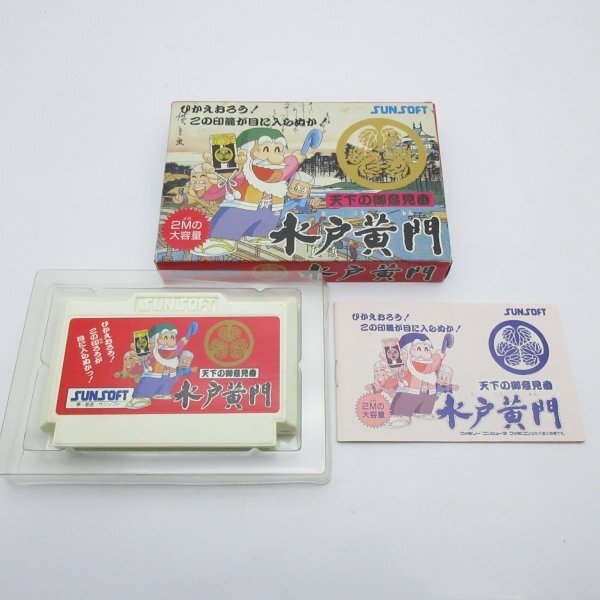 ひかえおろう！
この印籠が目に入らぬか！
SUNSOFT
天下の御意見番
水戸黄門
メガ
2Mの
大容量
水戸黄門
SUNSOFT
ひかえおろう！
この印ろうが
目に入らぬかっ！
天下の御意見番
水戸黄門
SUNSOFT
SUNSOFT
ひかえおろう！
この印籠が目に入らぬか！
天下の御意見番
水戸黄門
2Mの
大容量